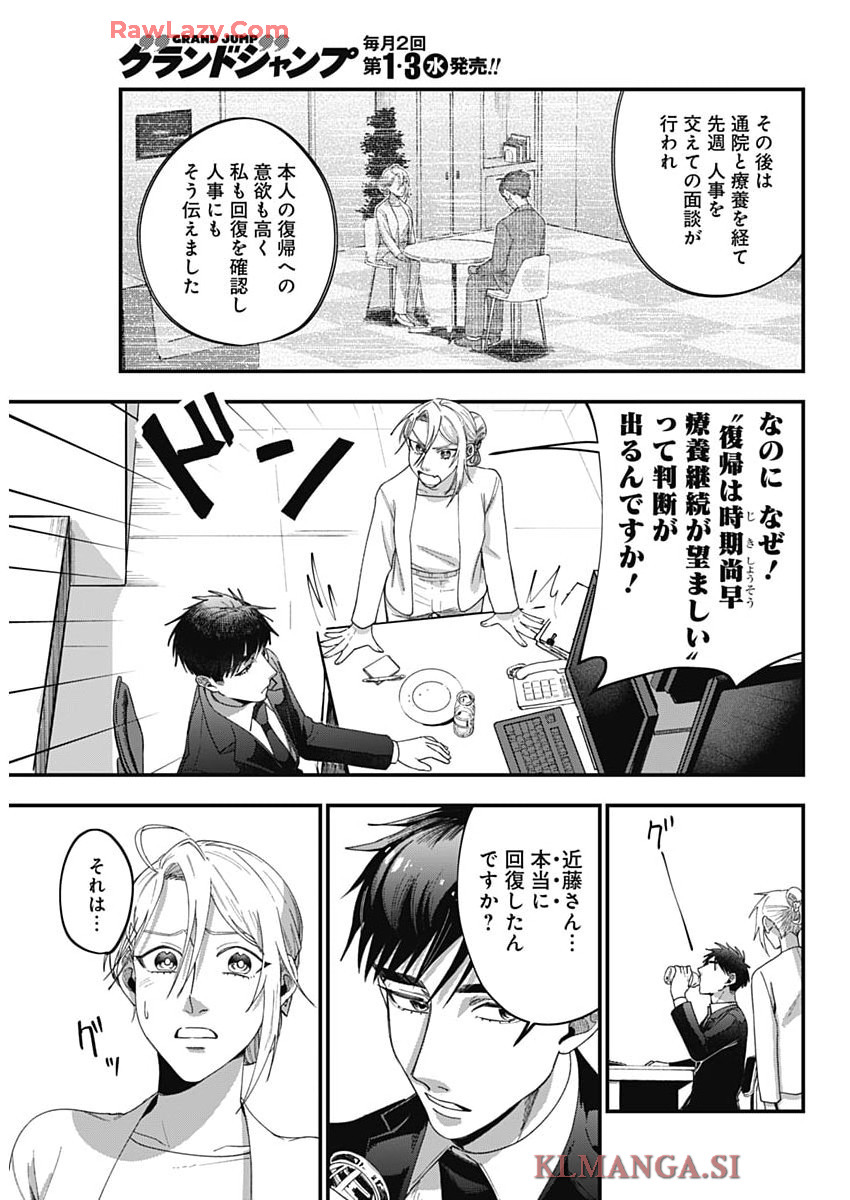 RawLazy.com
GRAND JUMP
グランドジャンプ
毎月2回
第1・3水発売!!
その後は
通院と療養を経て
先週 人事を
交えての面談が
行われ
本人の復帰への
意欲も高く
私も回復を確認し
人事にも
そう伝えました
なのに なぜ!
〝復帰は時期尚早
じきしょうそう
療養継続が望ましい〟
って判断が
出るんですか!
ドン
グ゛
近藤さん…
本当に
回復したん
ですか?
それは…
グッ
KLMANGA.SI